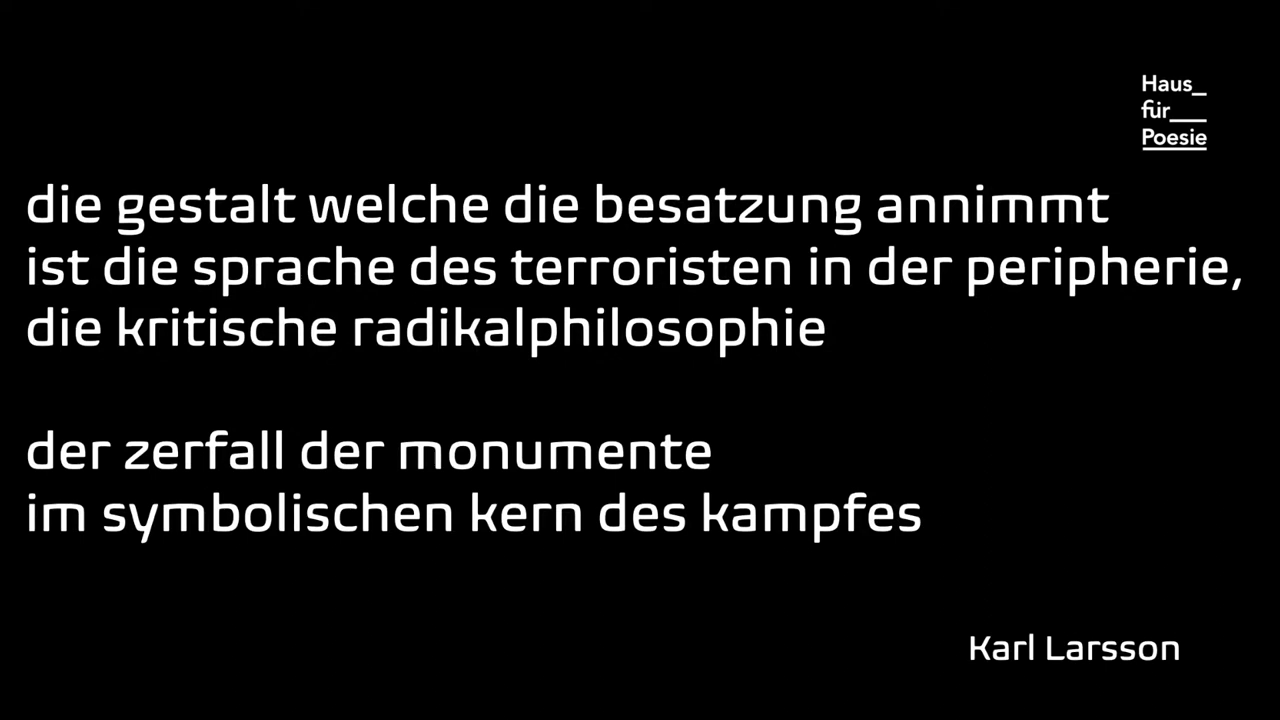 Haus_
für___
Poesie
die gestalt welche die besatzung annimmt
ist die sprache des terroristen in der peripherie,
die kritische radikalphilosophie
der zerfall der monumente
im symbolischen kern des kampfes
Karl Larsson